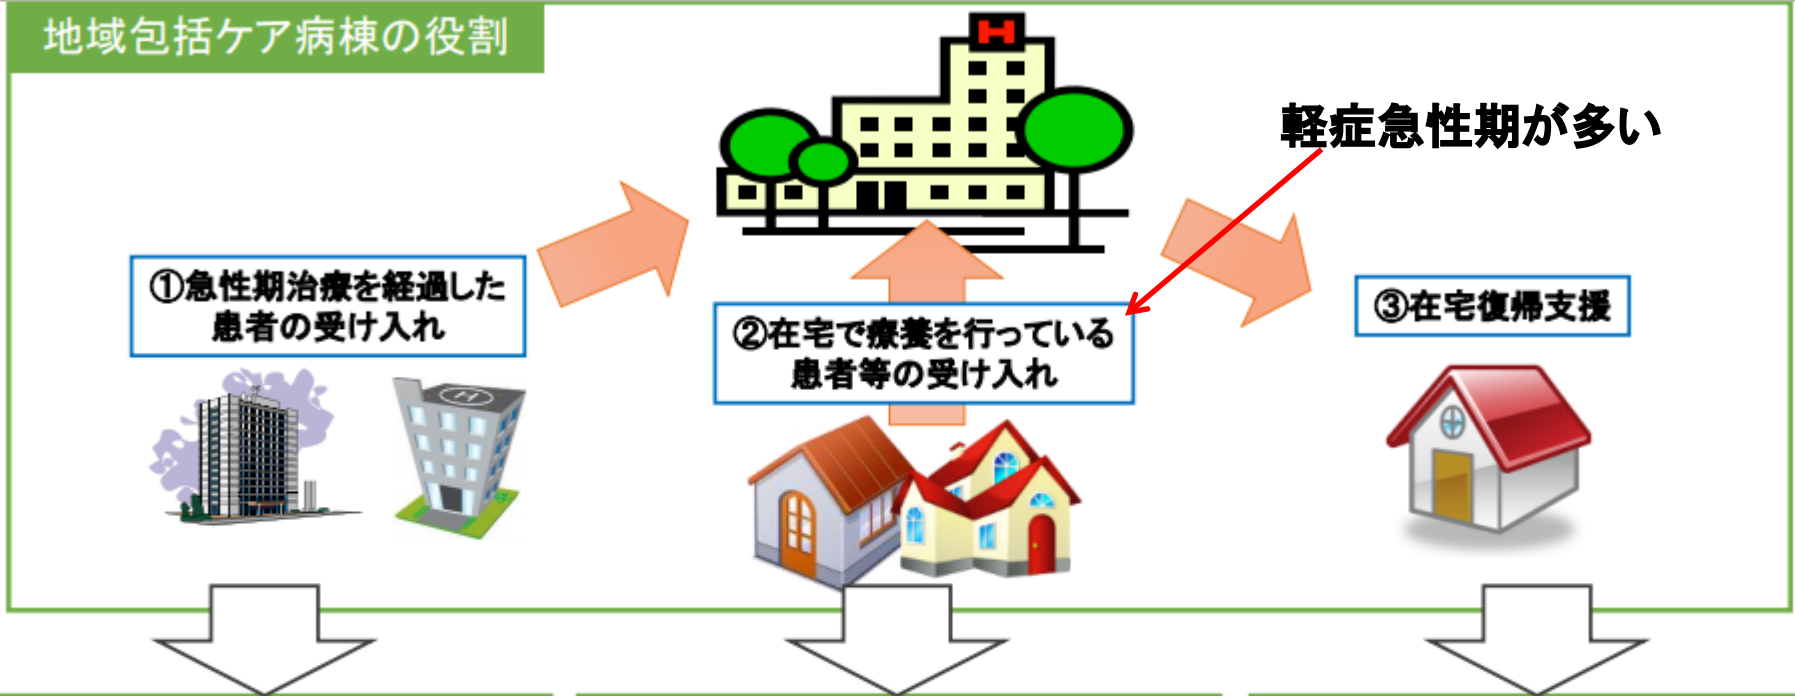 地域包括ケア病棟の役割
H
軽症急性期が多い
①急性期治療を経過した
患者の受け入れ
②在宅で療養を行っている
患者等の受け入れ
③在宅復帰支援
H